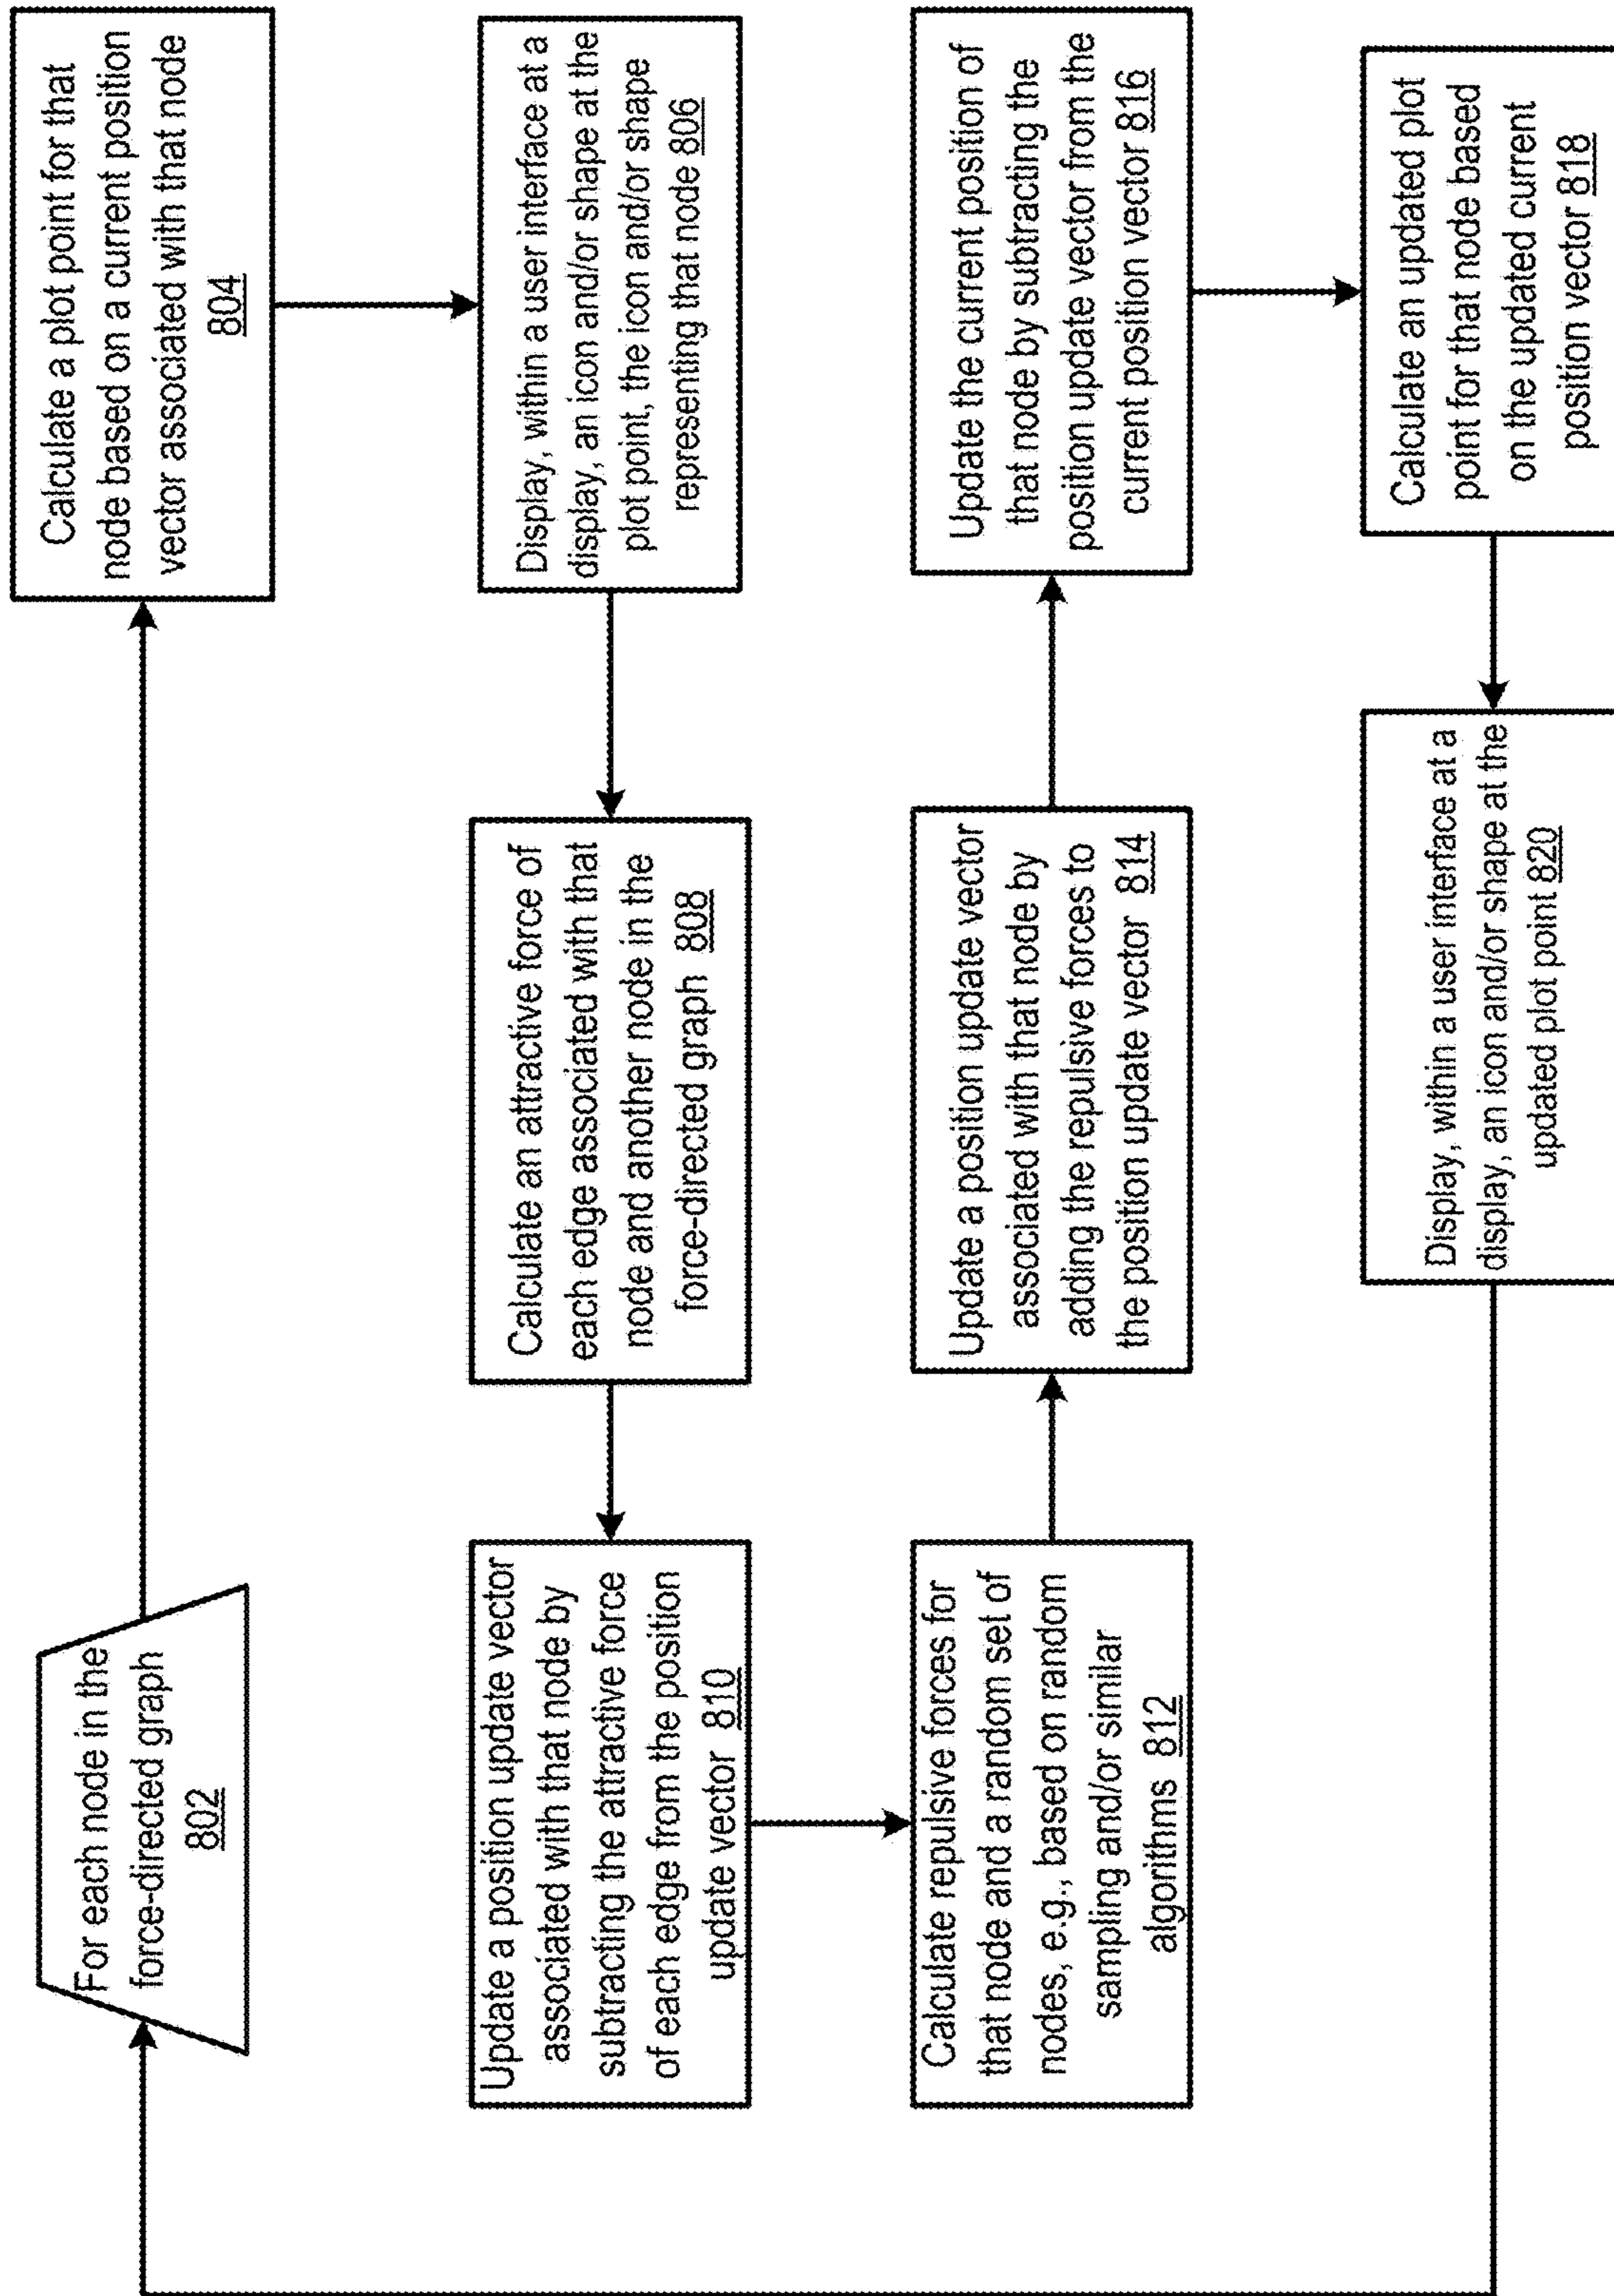 For each node in the
force-directed graph
802
Calculate a plot point for that
node based on a current position
vector associated with that node
804
Display, within a user interface at a
display, an icon and/or shape at the
plot point, the icon and/or shape
representing that node 806
Calculate an attractive force of
each edge associated with that
node and another node in the
force-directed graph 808
Update a position update vector
associated with that node by
subtracting the attractive force
of each edge from the position
update vector 810
Calculate repulsive forces for
that node and a random set of
nodes, e.g., based on random
sampling and/or similar
algorithms 812
Update a position update vector
associated with that node by
adding the repulsive forces to
the position update vector 814
Update the current position of
that node by subtracting the
position update vector from the
current position vector 816
Calculate an updated plot
point for that node based
on the updated current
position vector 818
Display, within a user interface at a
display, an icon and/or shape at the
updated plot point 820